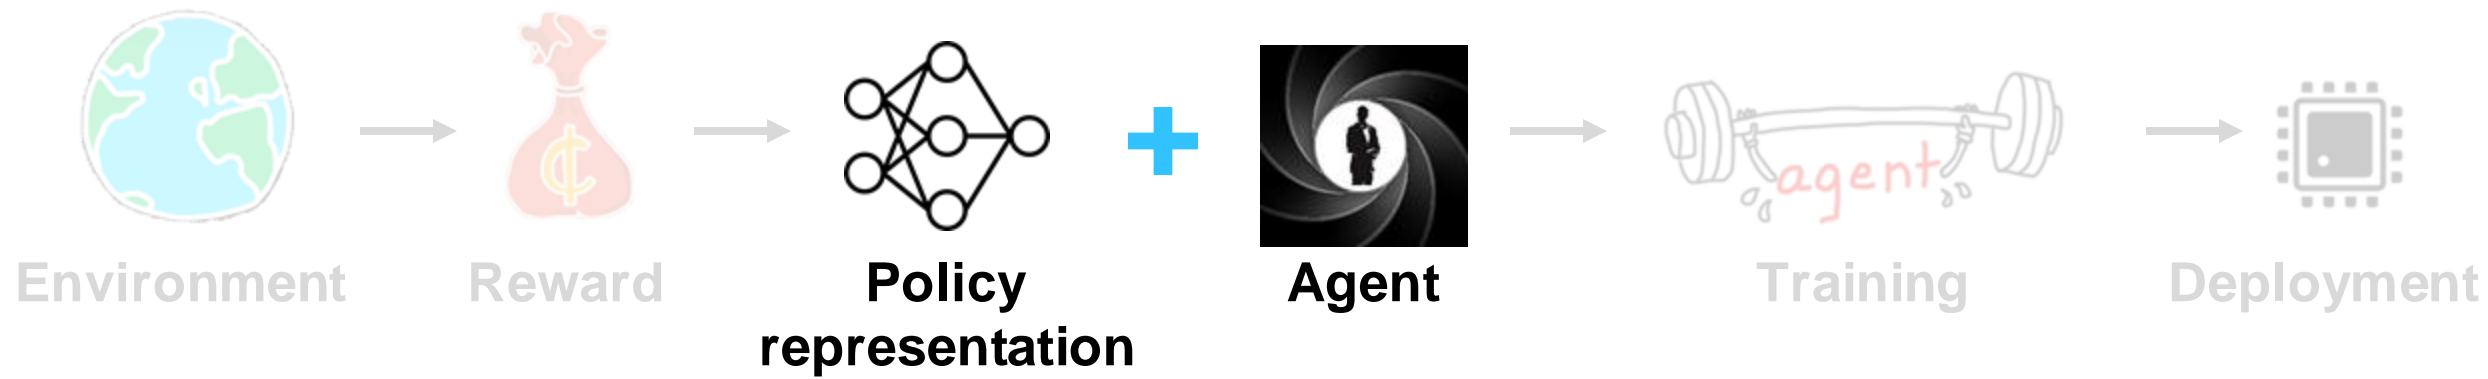 agent
Environment
Reward
Policy
representation
Agent
Training
Deployment